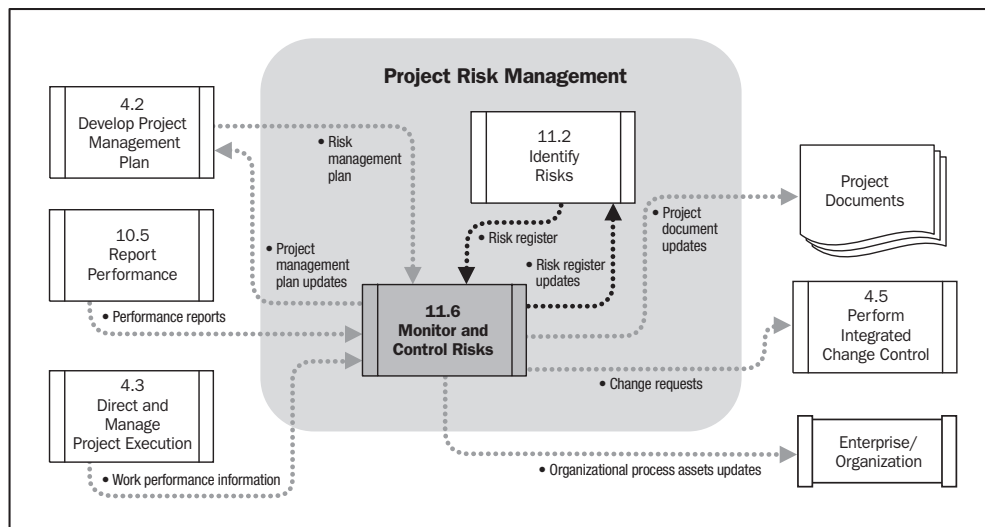 Project Risk Management
4.2
Develop Project
Management
Plan
• Risk
management
plan
11.2
Identify
Risks
Project
Documents
10.5
Report
Performance
• Project
management
plan updates
• Risk register
• Risk register
updates
• Project
document
updates
• Performance reports
11.6
Monitor and
Control Risks
4.5
Perform
Integrated
Change Control
4.3
Direct and
Manage
Project Execution
• Change requests
• Work performance information
• Organizational process assets updates
Enterprise/
Organization